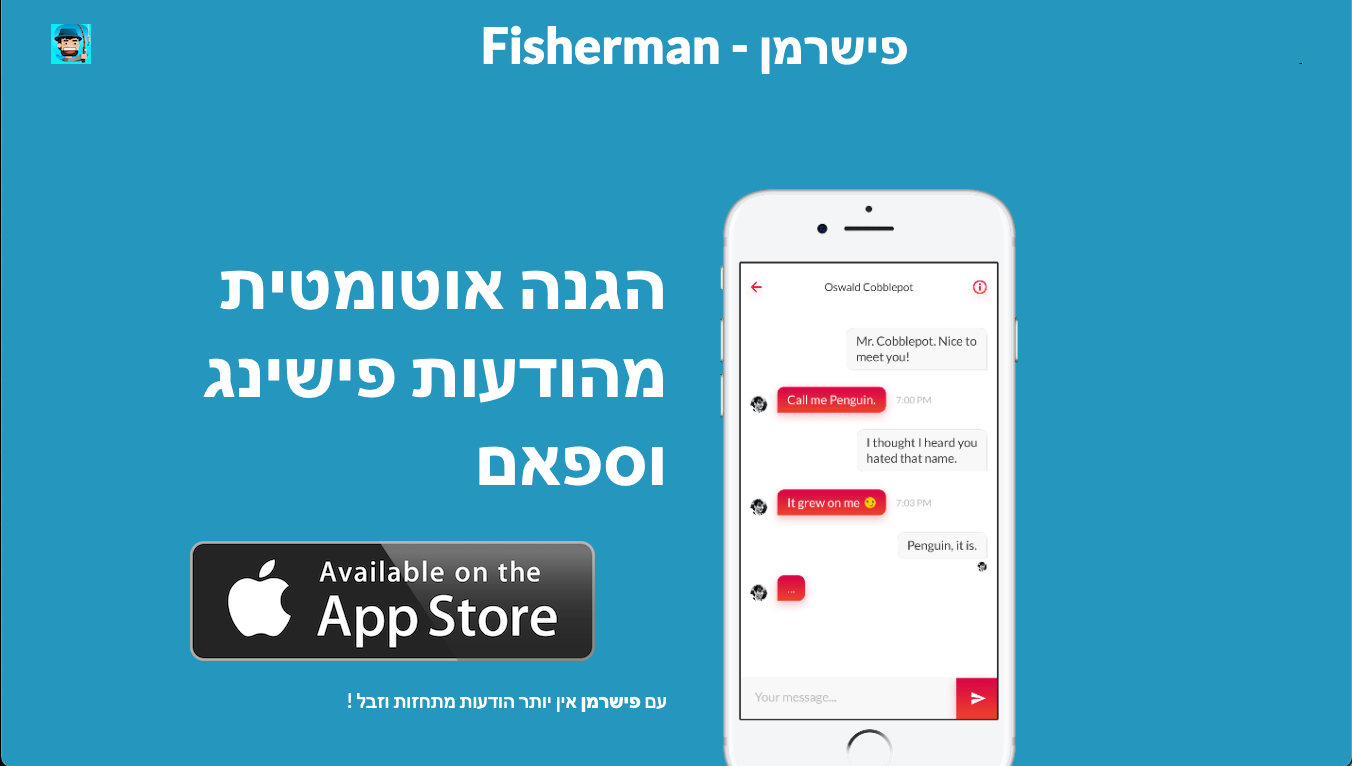 פישרמן - Fisherman
הגנה אוטומטית
מהודעות פישינג
וספאם
Available on the
App Store
עם פישרמן אין יותר הודעות מתחזות וזבל !
Oswald Cobblepot
Mr. Cobblepot. Nice to
meet you!
Call me Penguin. 7:00 PM
I thought I heard you
hated that name.
It grew on me 😏 7:03 PM
Penguin, it is.
...
Your message...